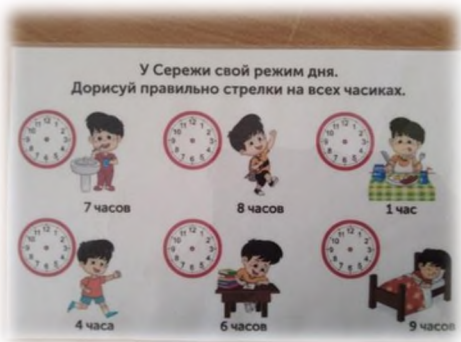 У Сережи свой режим дня.
Дорисуй правильно стрелки на всех часиках.
7 часов
8 часов
1 час
4 часа
6 часов
9 часов